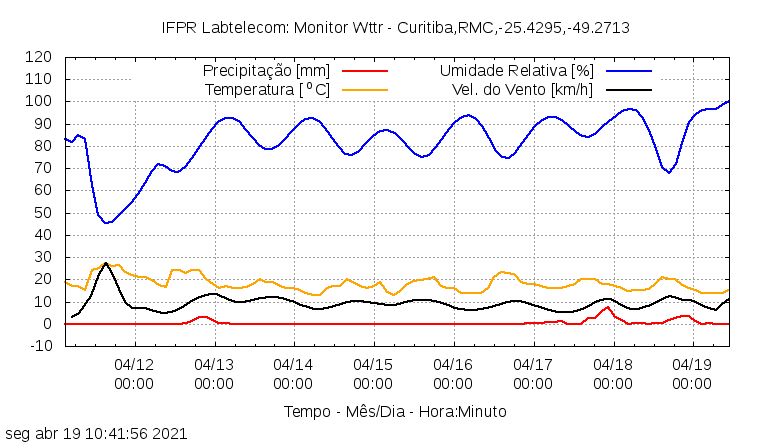 IFPR Labtelecom: Monitor Wttr - Curitiba,RMC,-25.4295,-49.2713
Precipitação [mm] Umidade Relativa [%]
Temperatura [ ⁰C] Vel. do Vento [km/h]
120
110
100
90
80
70
60
50
40
30
20
10
0
-10
04/12 04/13 04/14 04/15 04/16 04/17 04/18 04/19
00:00 00:00 00:00 00:00 00:00 00:00 00:00 00:00
Tempo - Mês/Dia - Hora:Minuto
seg abr 19 10:41:56 2021